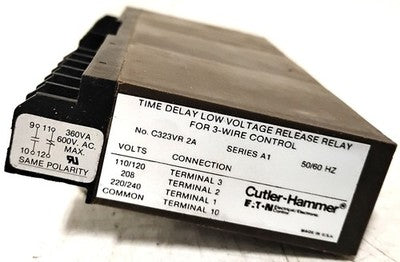 TIME DELAY LOW VOLTAGE RELEASE RELAY
FOR 3-WIRE CONTROL
No. C323VR 2A SERIES A1 50/60 HZ
VOLTS CONNECTION
110/120 TERMINAL 3
208 TERMINAL 1
220/240 TERMINAL 2
COMMON TERMINAL 10
Cutler-Hammer
EATON
MADE IN U.S.A.
9 11 360VA
600V. AC.
10 12 MAX.
SAME POLARITY